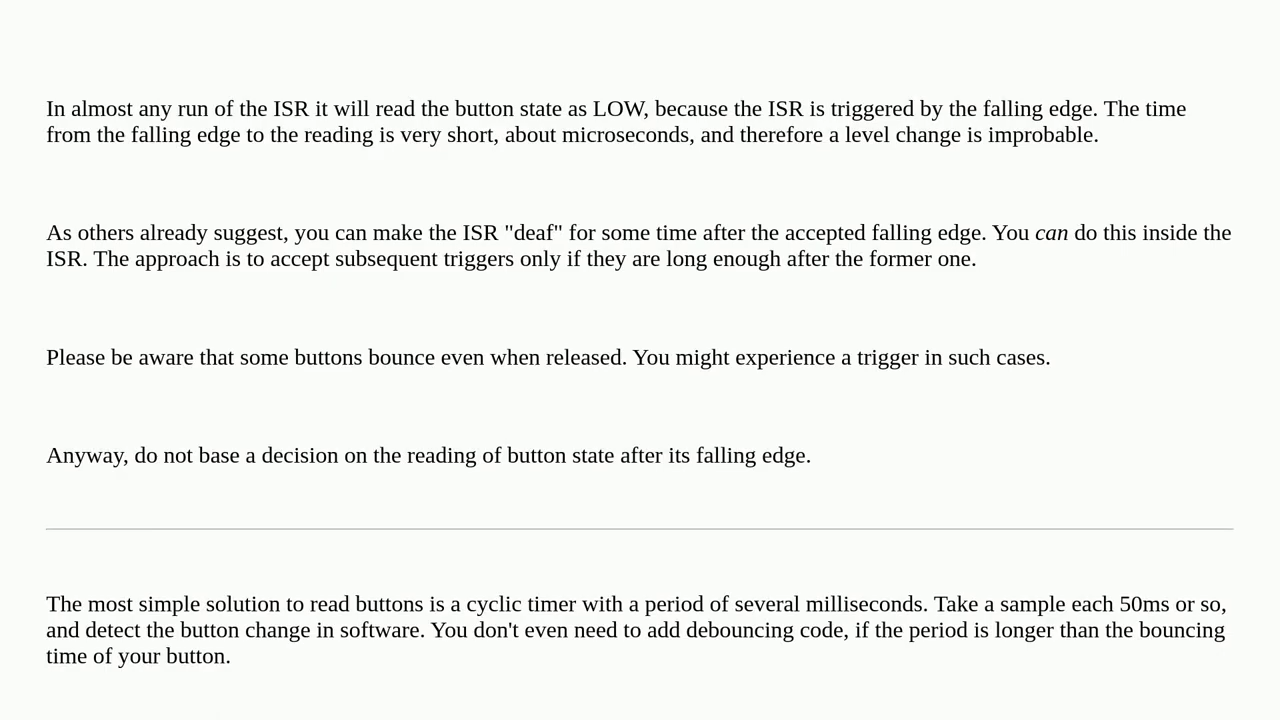 In almost any run of the ISR it will read the button state as LOW, because the ISR is triggered by the falling edge. The time
from the falling edge to the reading is very short, about microseconds, and therefore a level change is improbable.
As others already suggest, you can make the ISR "deaf" for some time after the accepted falling edge. You can do this inside the
ISR. The approach is to accept subsequent triggers only if they are long enough after the former one.
Please be aware that some buttons bounce even when released. You might experience a trigger in such cases.
Anyway, do not base a decision on the reading of button state after its falling edge.
The most simple solution to read buttons is a cyclic timer with a period of several milliseconds. Take a sample each 50ms or so,
and detect the button change in software. You don't even need to add debouncing code, if the period is longer than the bouncing
time of your button.